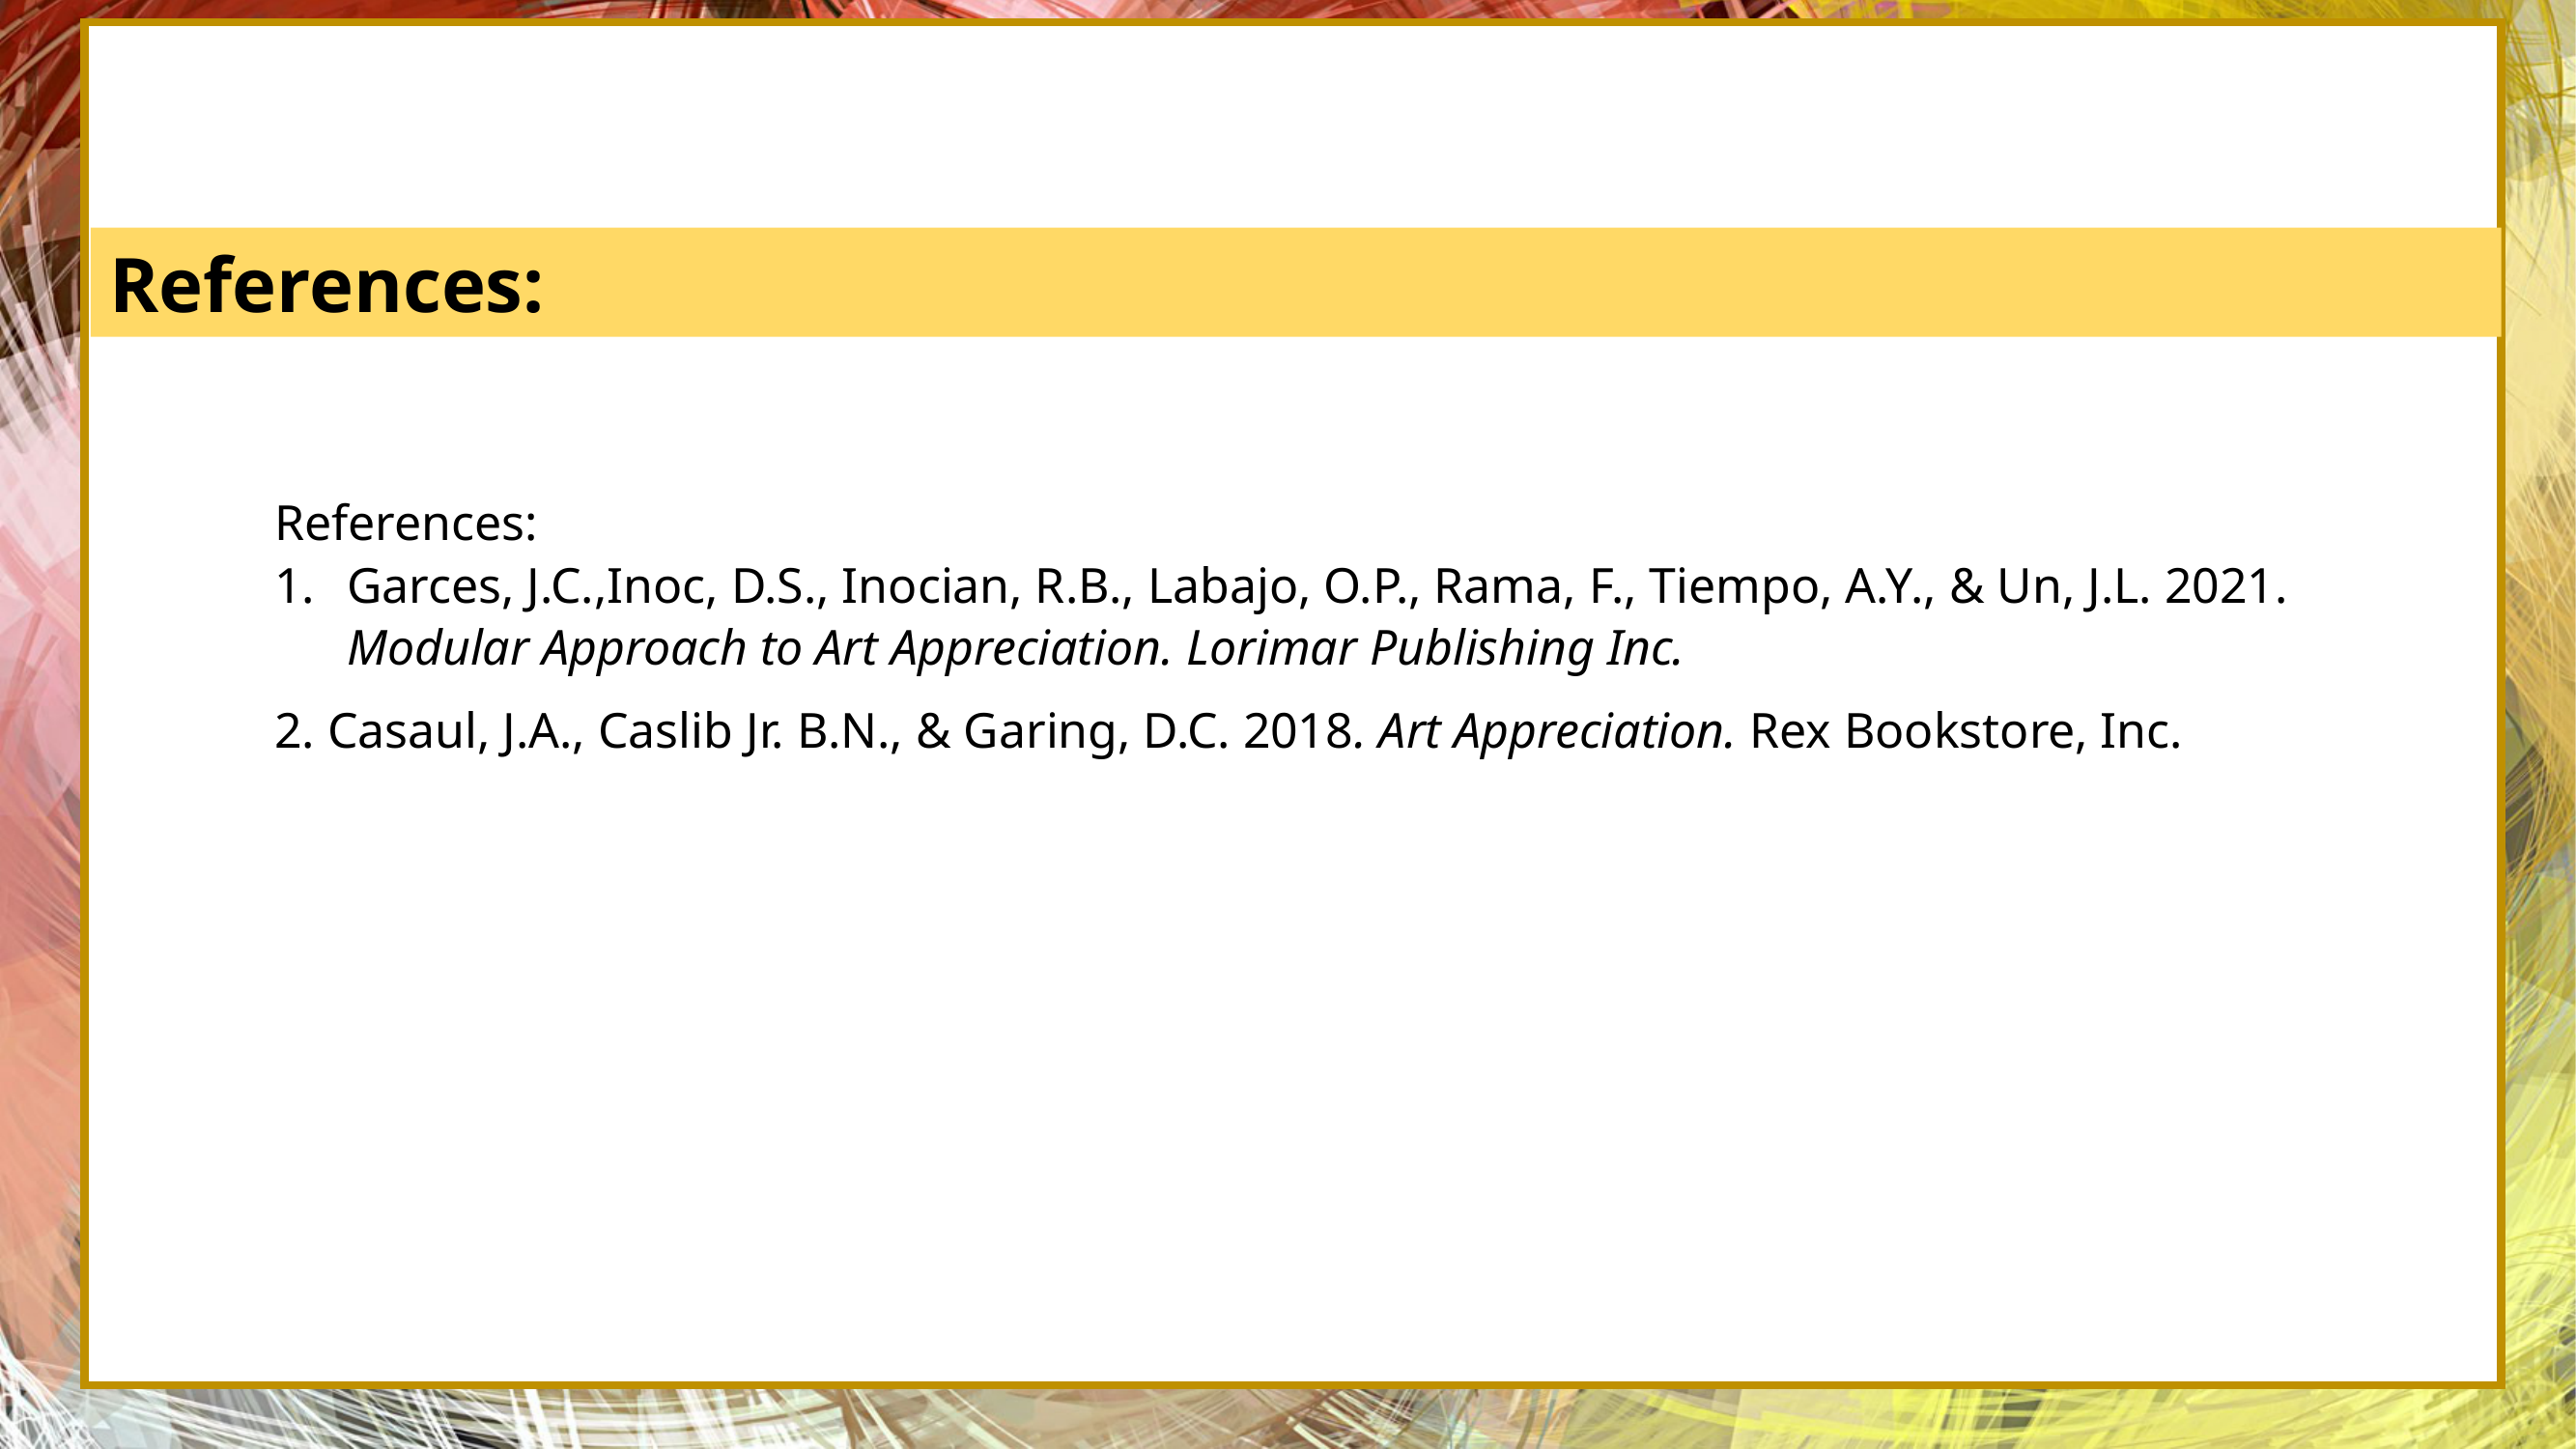 References:
References:
1. Garces, J.C.,Inoc, D.S., Inocian, R.B., Labajo, O.P., Rama, F., Tiempo, A.Y., & Un, J.L. 2021.
Modular Approach to Art Appreciation. Lorimar Publishing Inc.
2. Casaul, J.A., Caslib Jr. B.N., & Garing, D.C. 2018. Art Appreciation. Rex Bookstore, Inc.